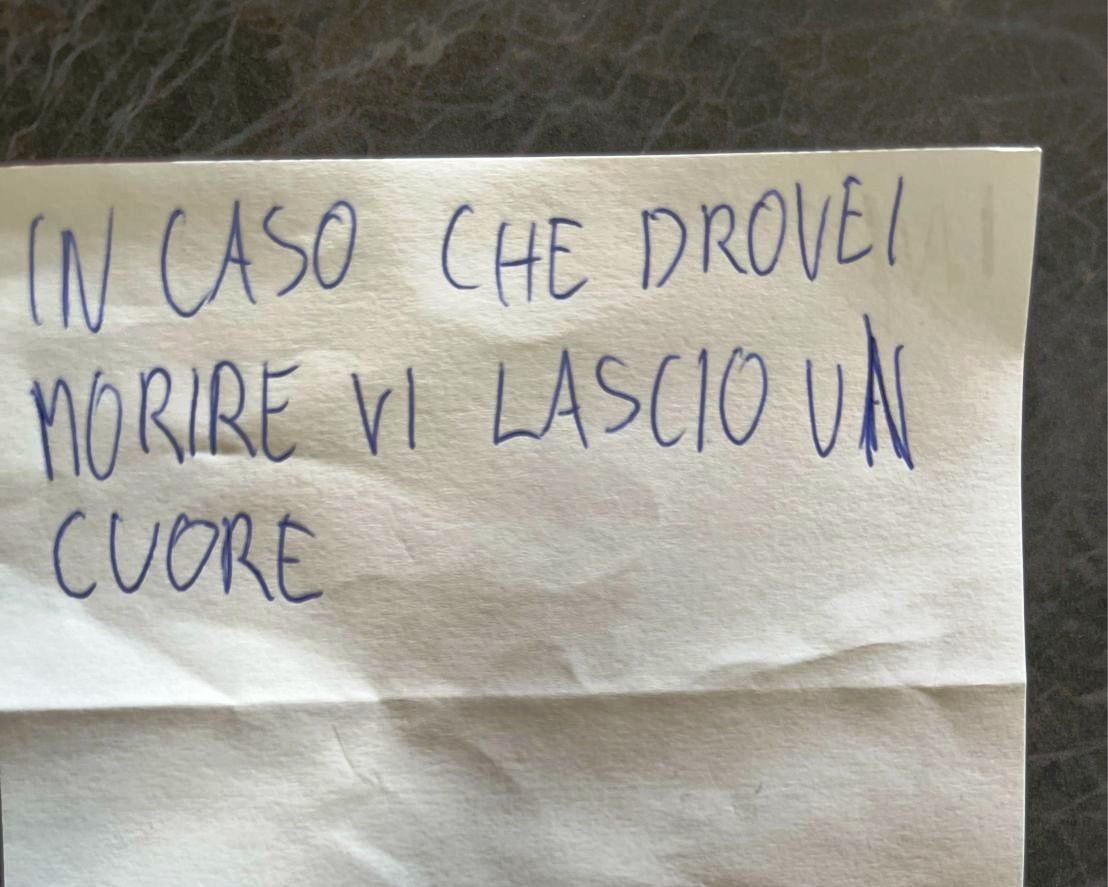 IN CASO CHE DROVEI
MORIRE VI LASCIO UN
CUORE